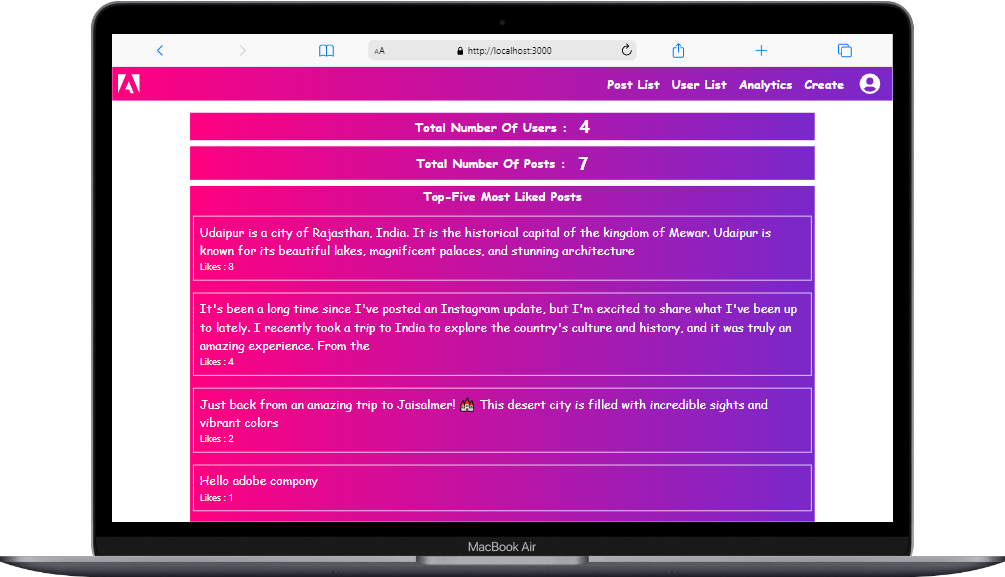 AA
http://localhost:3000
Post List User List Analytics Create
Total Number Of Users : 4
Total Number Of Posts : 7
Top-Five Most Liked Posts
Udaipur is a city of Rajasthan, India. It is the historical capital of the kingdom of Mewar. Udaipur is
known for its beautiful lakes, magnificent palaces, and stunning architecture
Likes : 8
It's been a long time since I've posted an Instagram update, but I'm excited to share what I've been up
to lately. I recently took a trip to India to explore the country's culture and history, and it was truly an
amazing experience. From the
Likes : 4
Just back from an amazing trip to Jaisalmer! 🏰 This desert city is filled with incredible sights and
vibrant colors
Likes : 2
Hello adobe compony
Likes : 1
MacBook Air